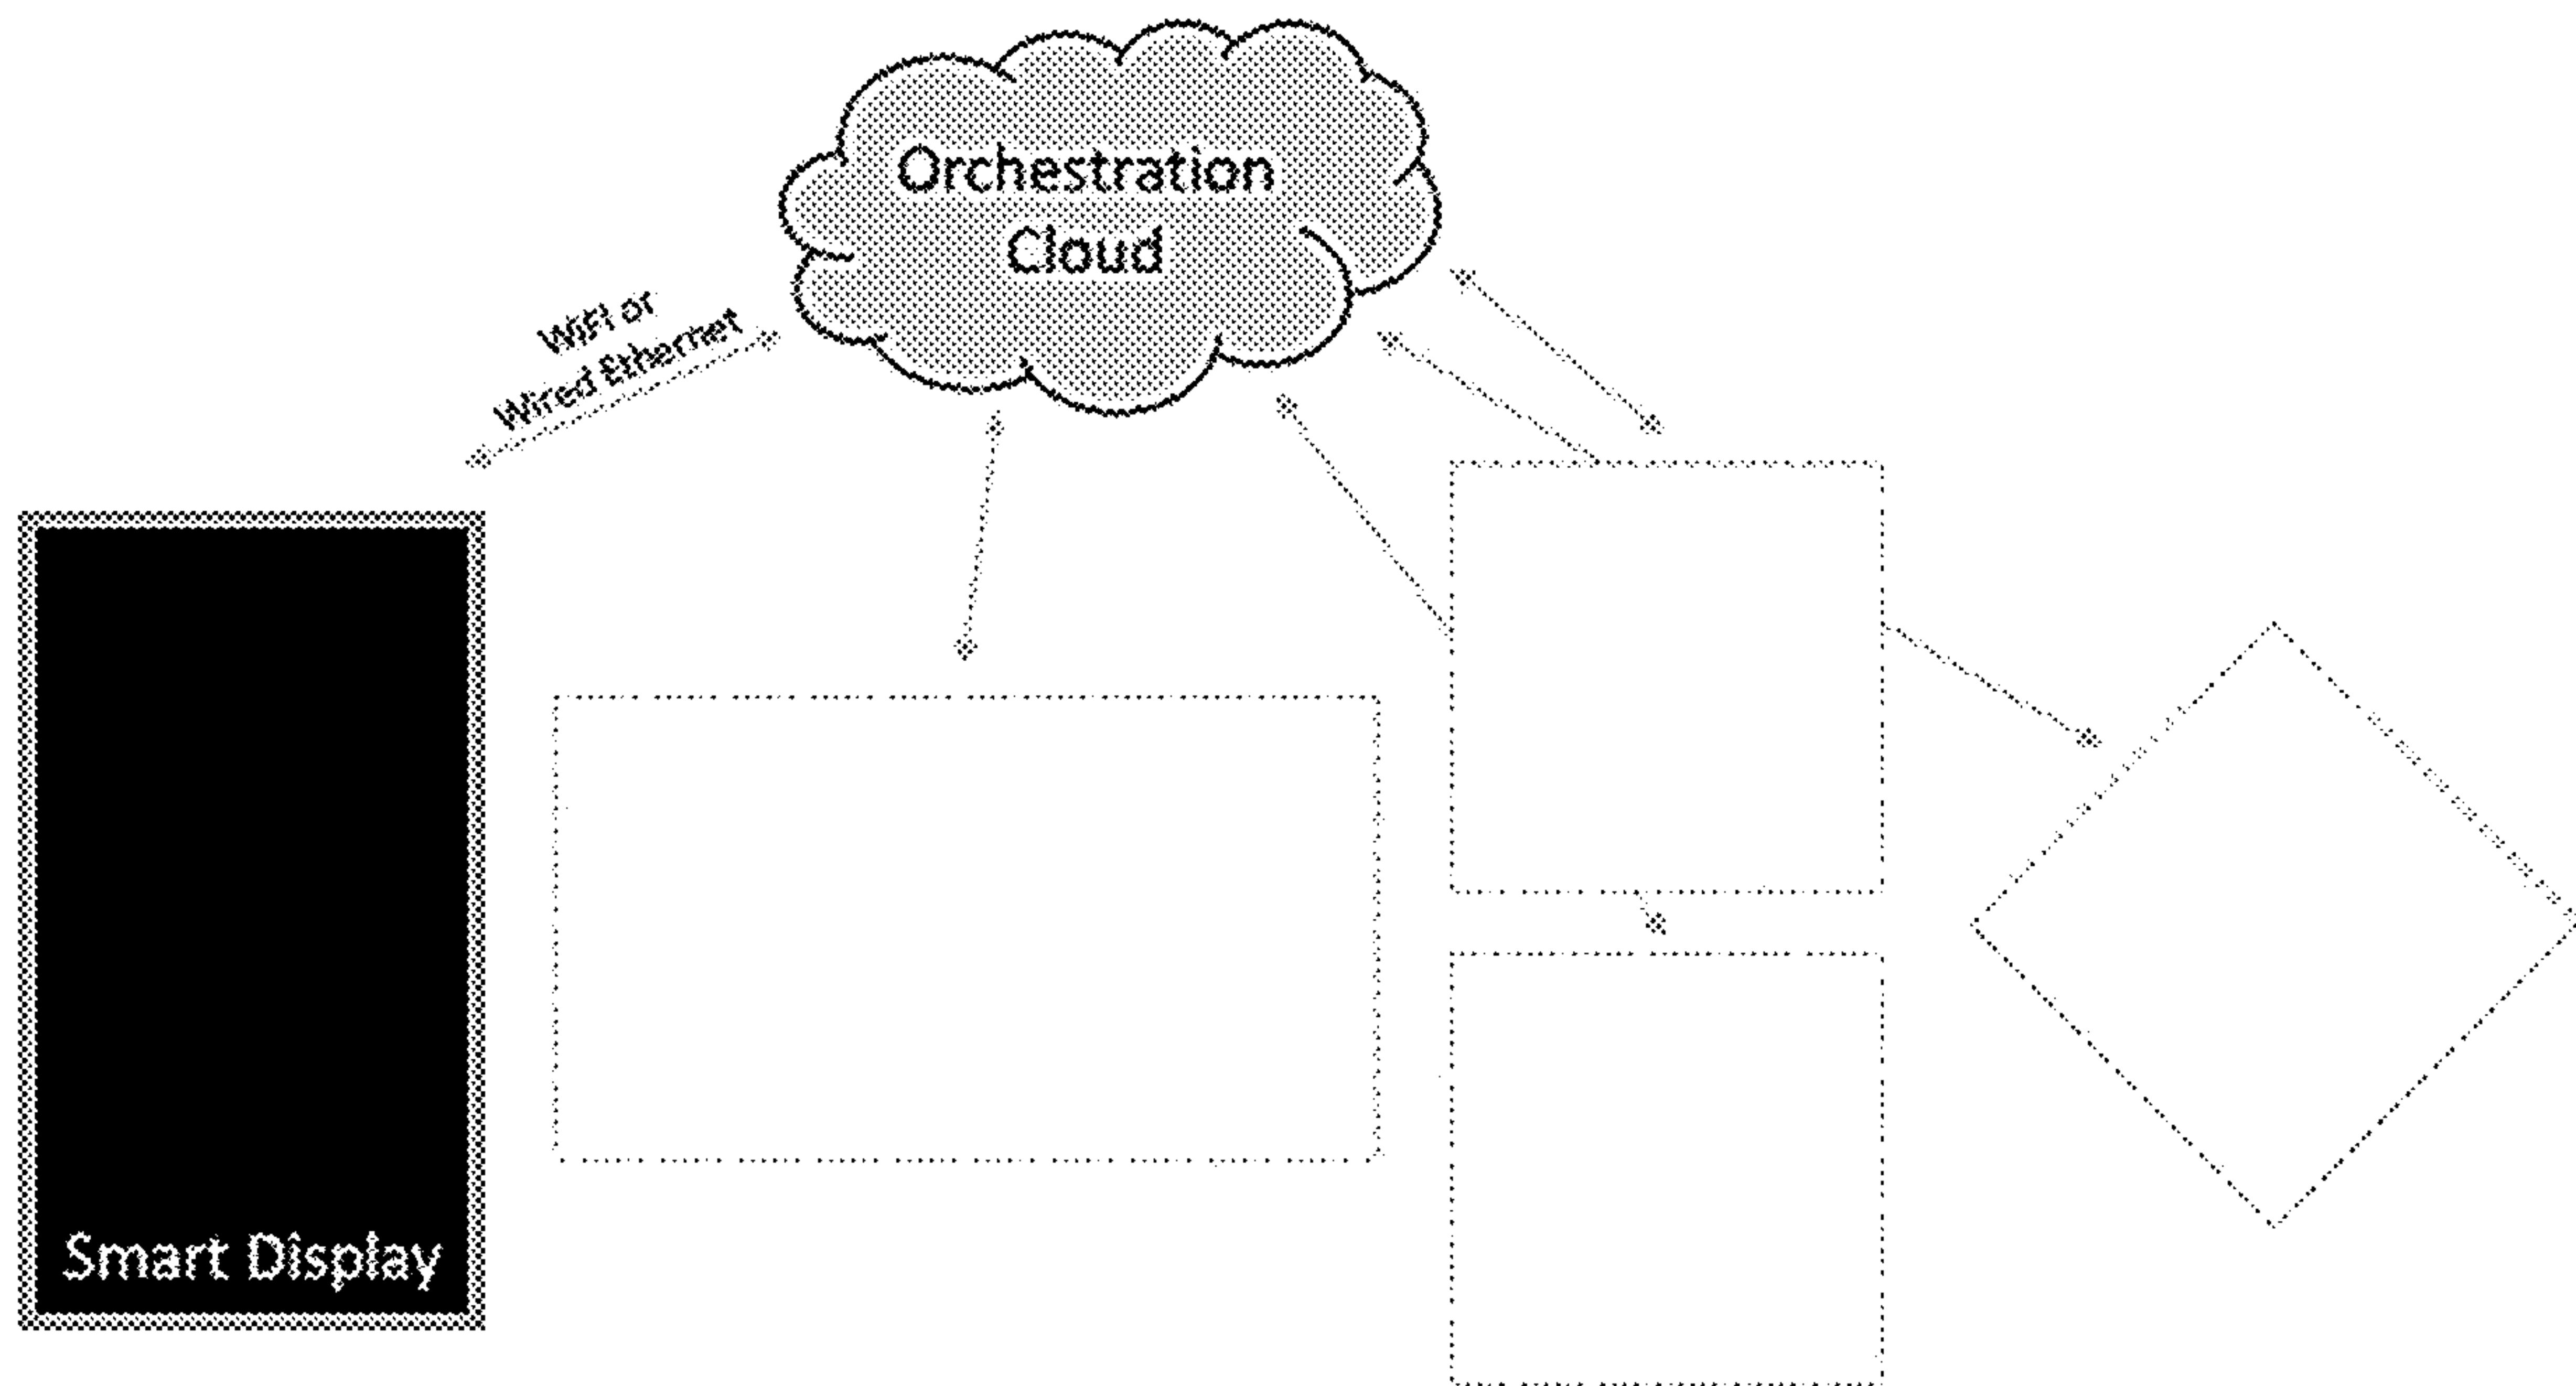 Orchestration
Cloud
WiFi or
Wired Ethernet
Smart Display